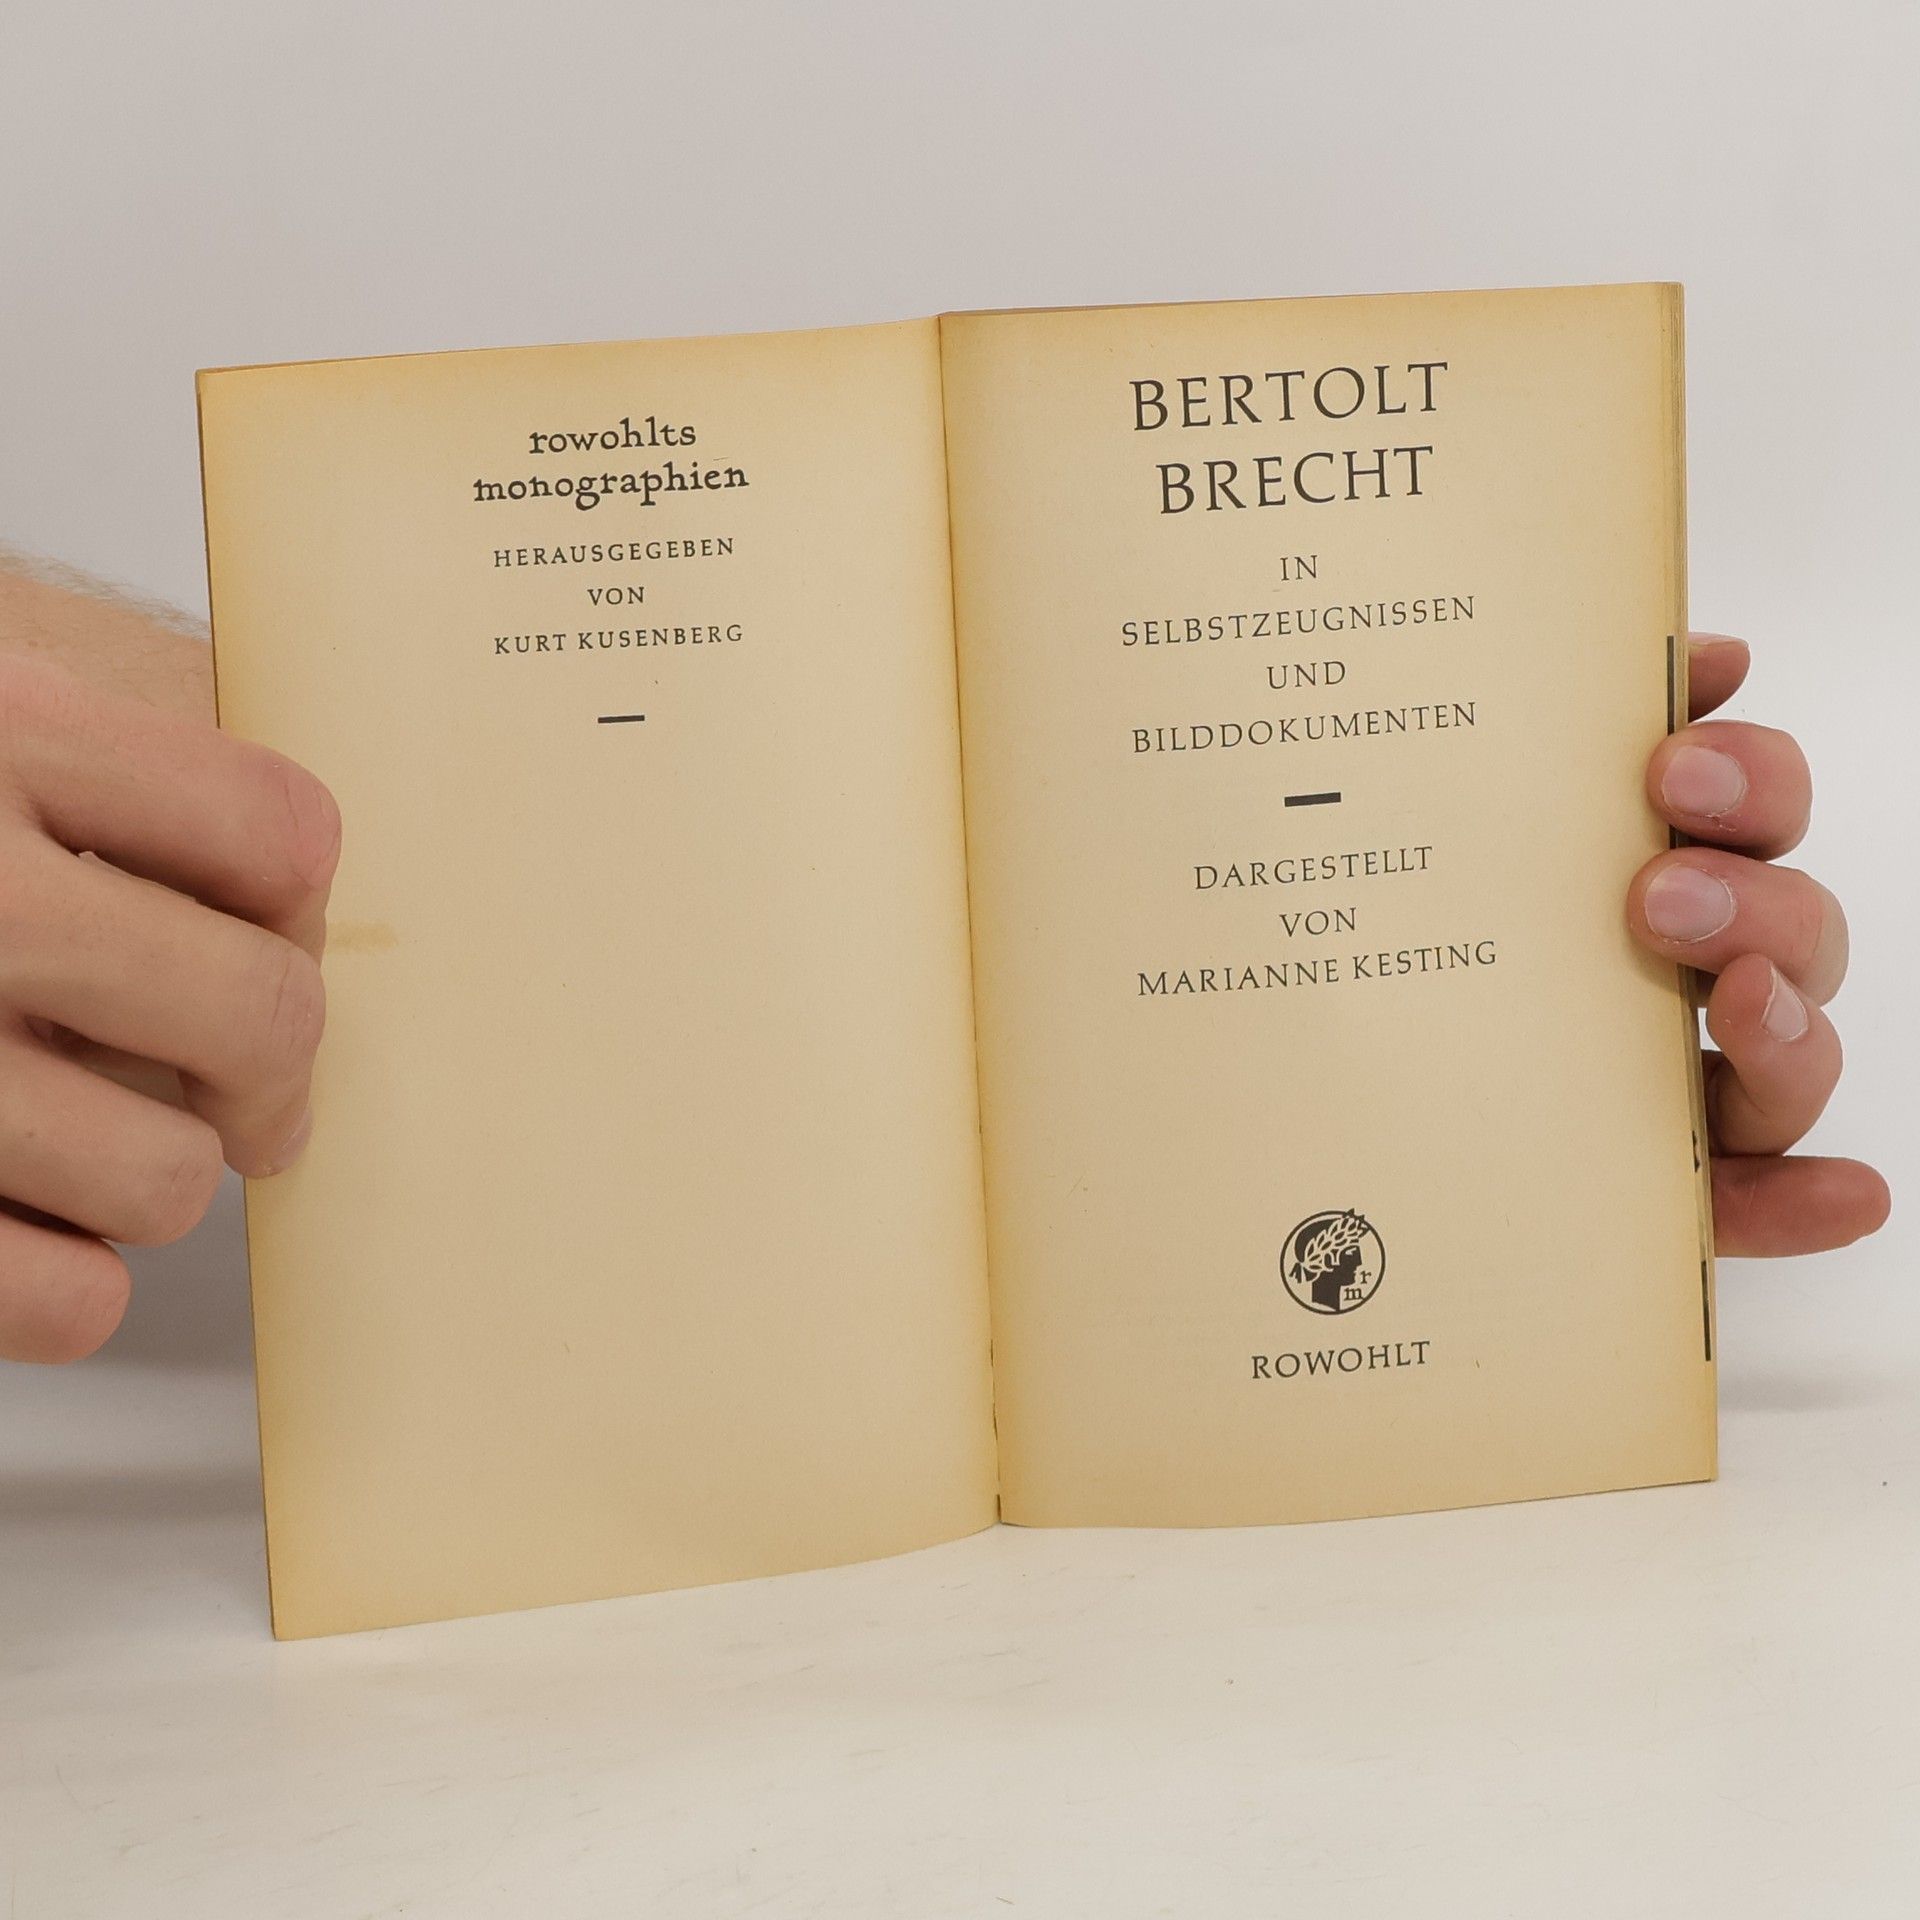 rowohlts
monographien
HERAUSGEGEBEN
VON
KURT KUSENBERG
BERTOLT
BRECHT
IN
SELBSTZEUGNISSEN
UND
BILDDOKUMENTEN
DARGESTELLT
VON
MARIANNE KESTING
r
m
ROWOHLT